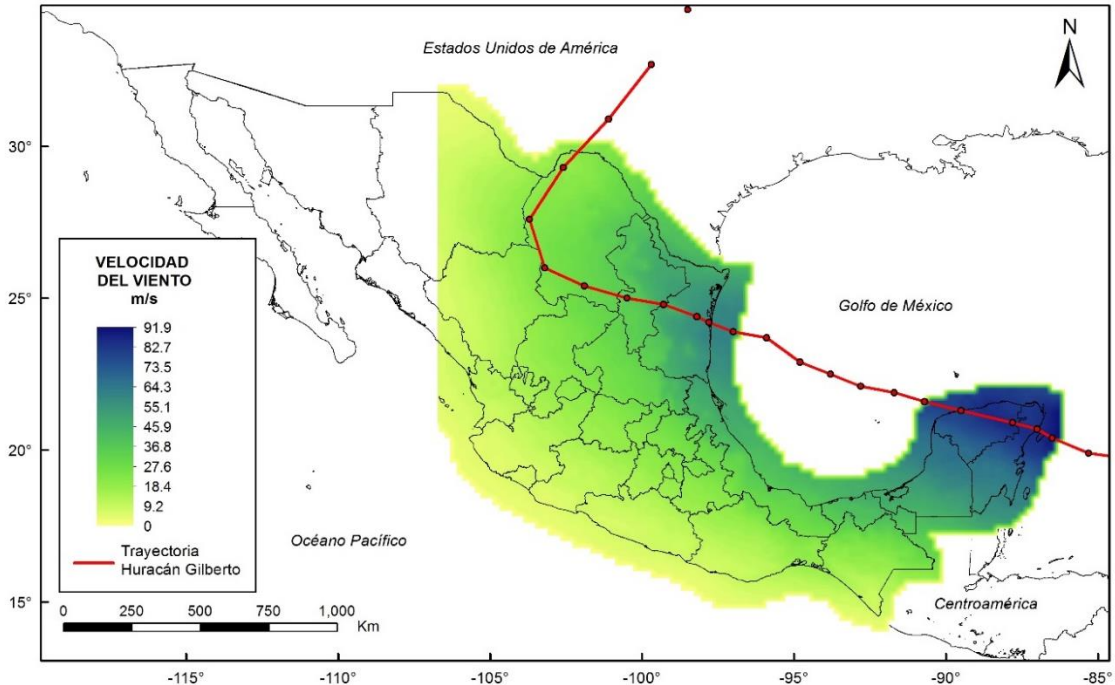 Estados Unidos de América
N
30°
25°
20°
15°
Golfo de México
VELOCIDAD
DEL VIENTO
m/s
91.9
82.7
73.5
64.3
55.1
45.9
36.8
27.6
18.4
9.2
0
Trayectoria
Huracán Gilberto
Océano Pacífico
Centroamérica
0 250 500 750 1,000
Km
-115° -110° -105° -100° -95° -90° -85°